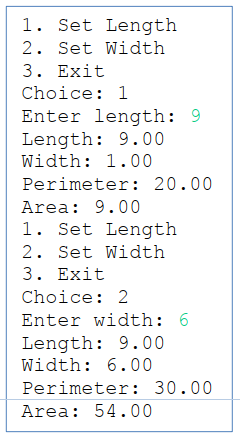 1. Set Length
2. Set Width
3. Exit
Choice: 1
Enter length: 9
Length: 9.00
Width: 1.00
Perimeter: 20.00
Area: 9.00
1. Set Length
2. Set Width
3. Exit
Choice: 2
Enter width: 6
Length: 9.00
Width: 6.00
Perimeter: 30.00
Area: 54.00